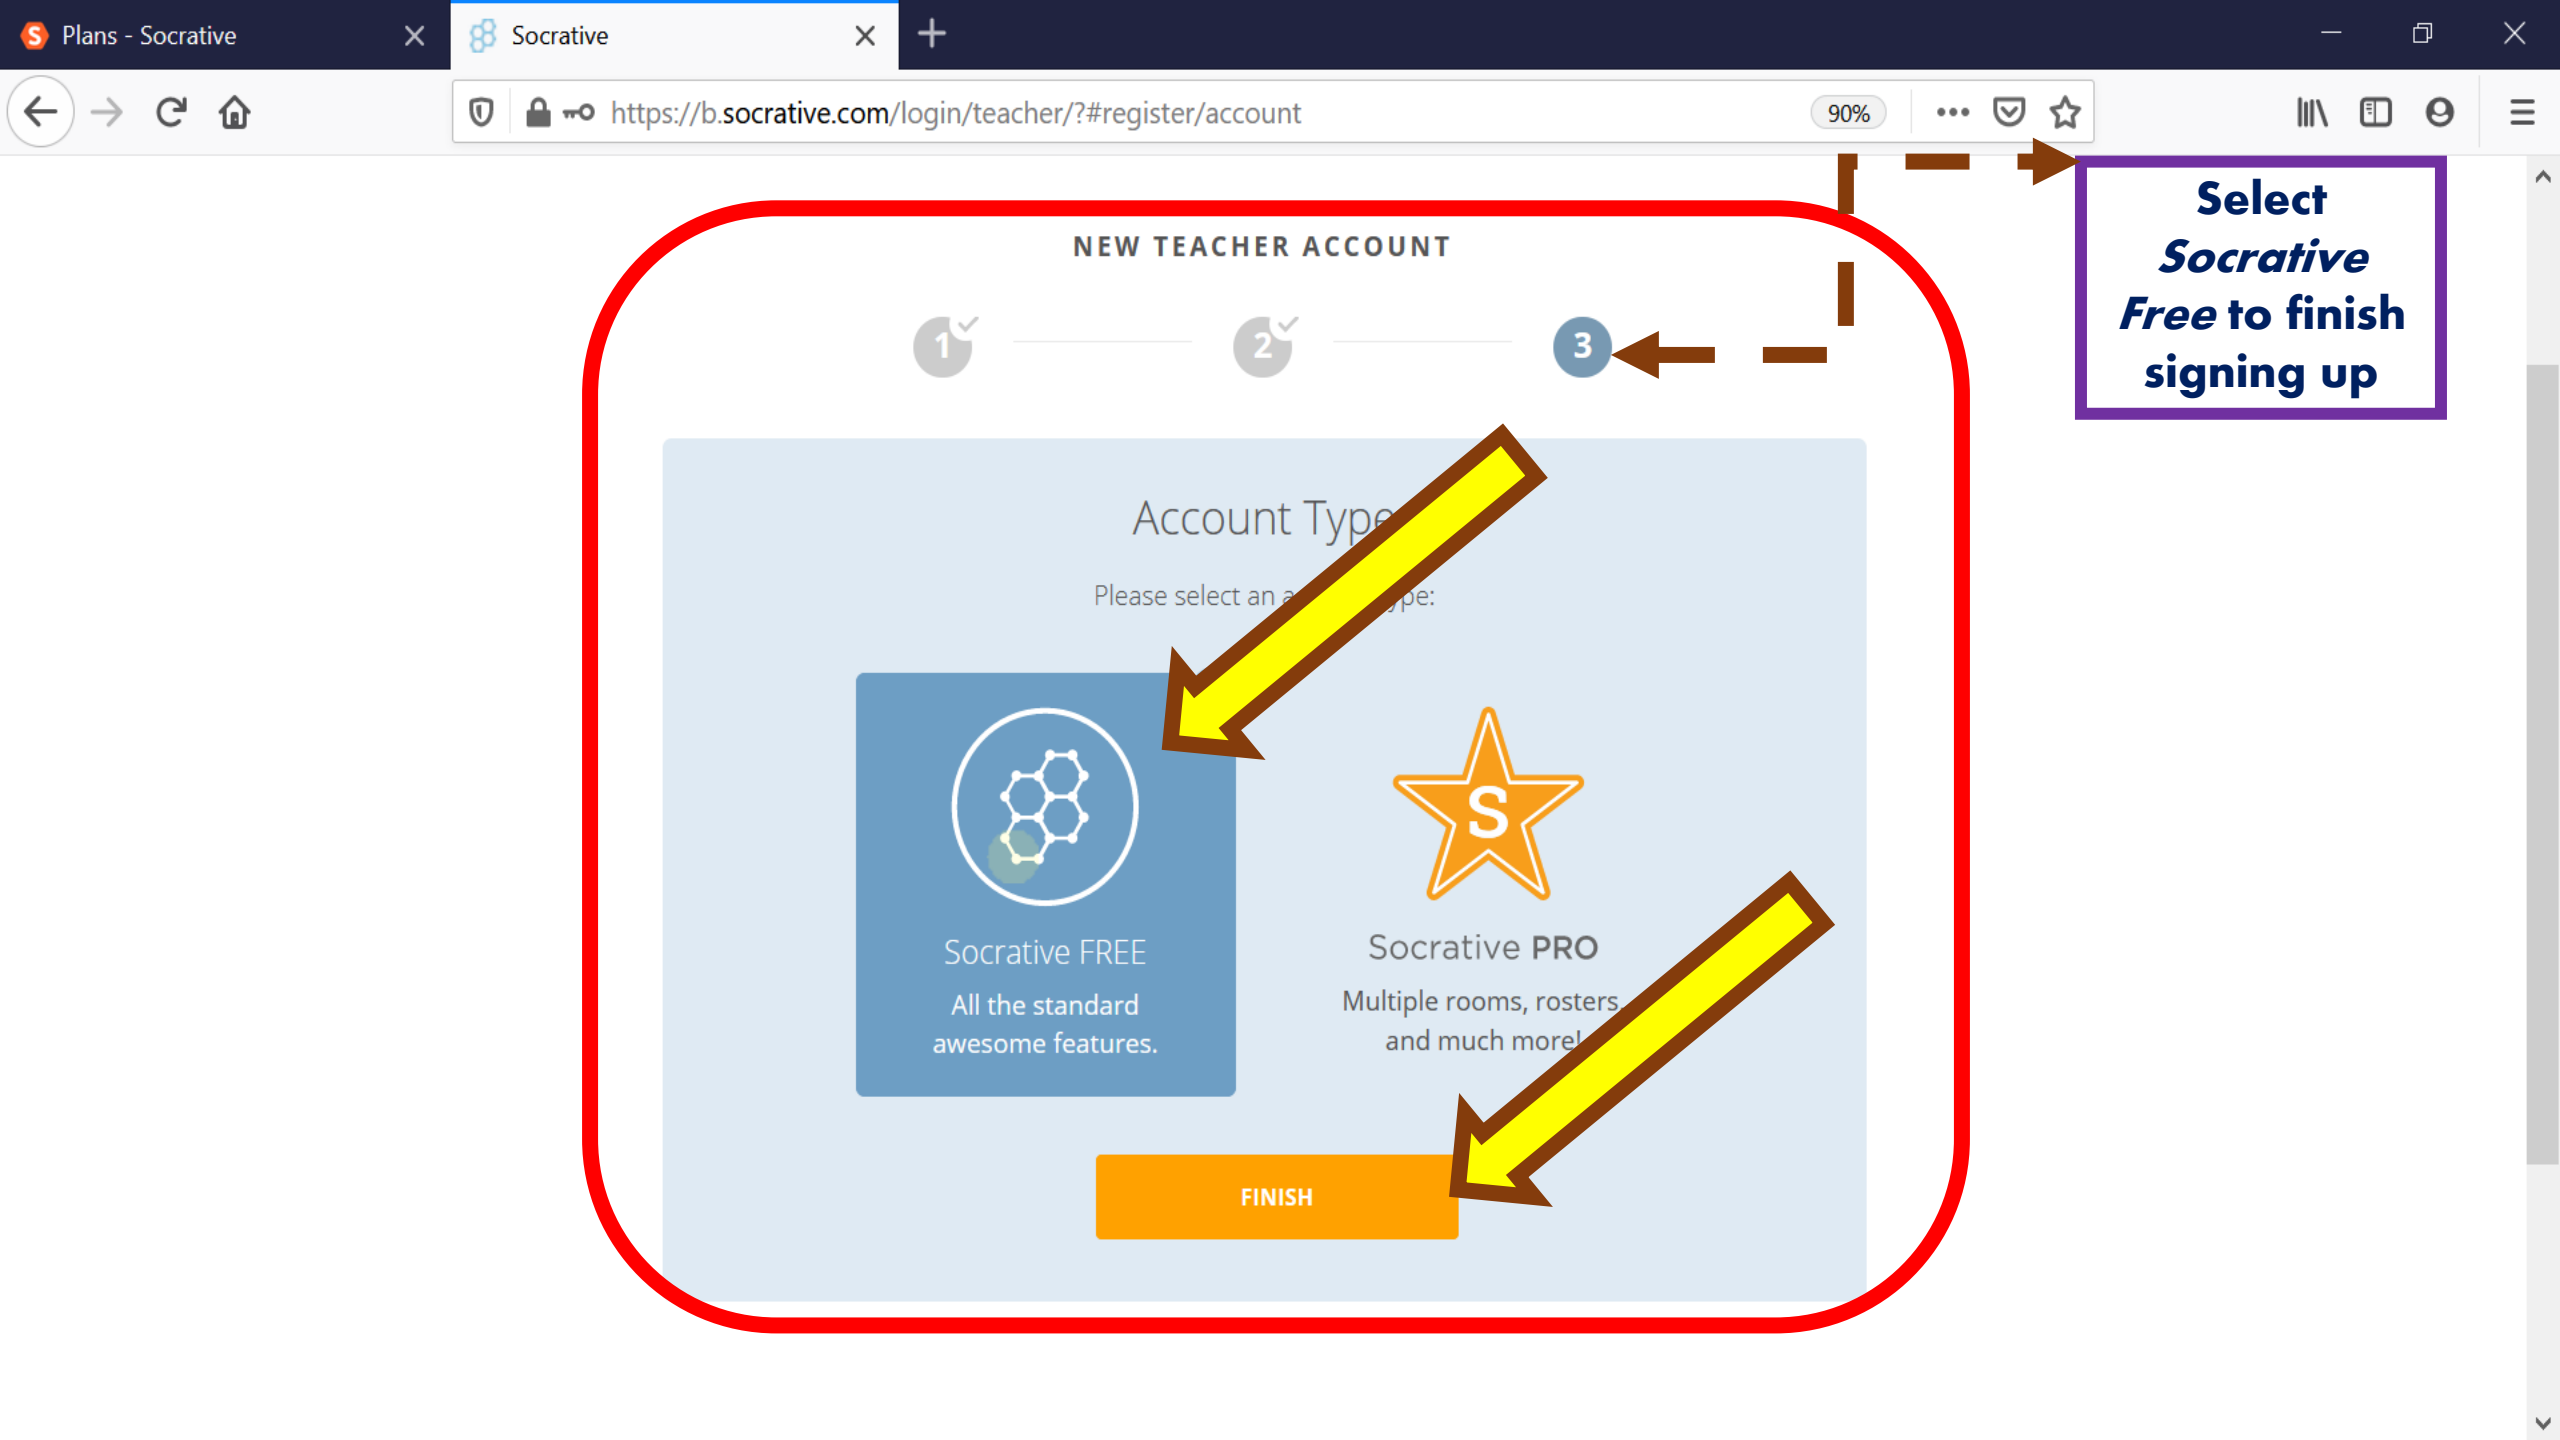 Plans - Socrative
Socrative
https://b.socrative.com/login/teacher/?#register/account
90%
Select
Socrative
Free to finish
signing up
NEW TEACHER ACCOUNT
1
2
3
Account Type
Please select an a pe:
S
Socrative FREE
All the standard
awesome features.
Socrative PRO
Multiple rooms, rosters,
and much more!
FINISH